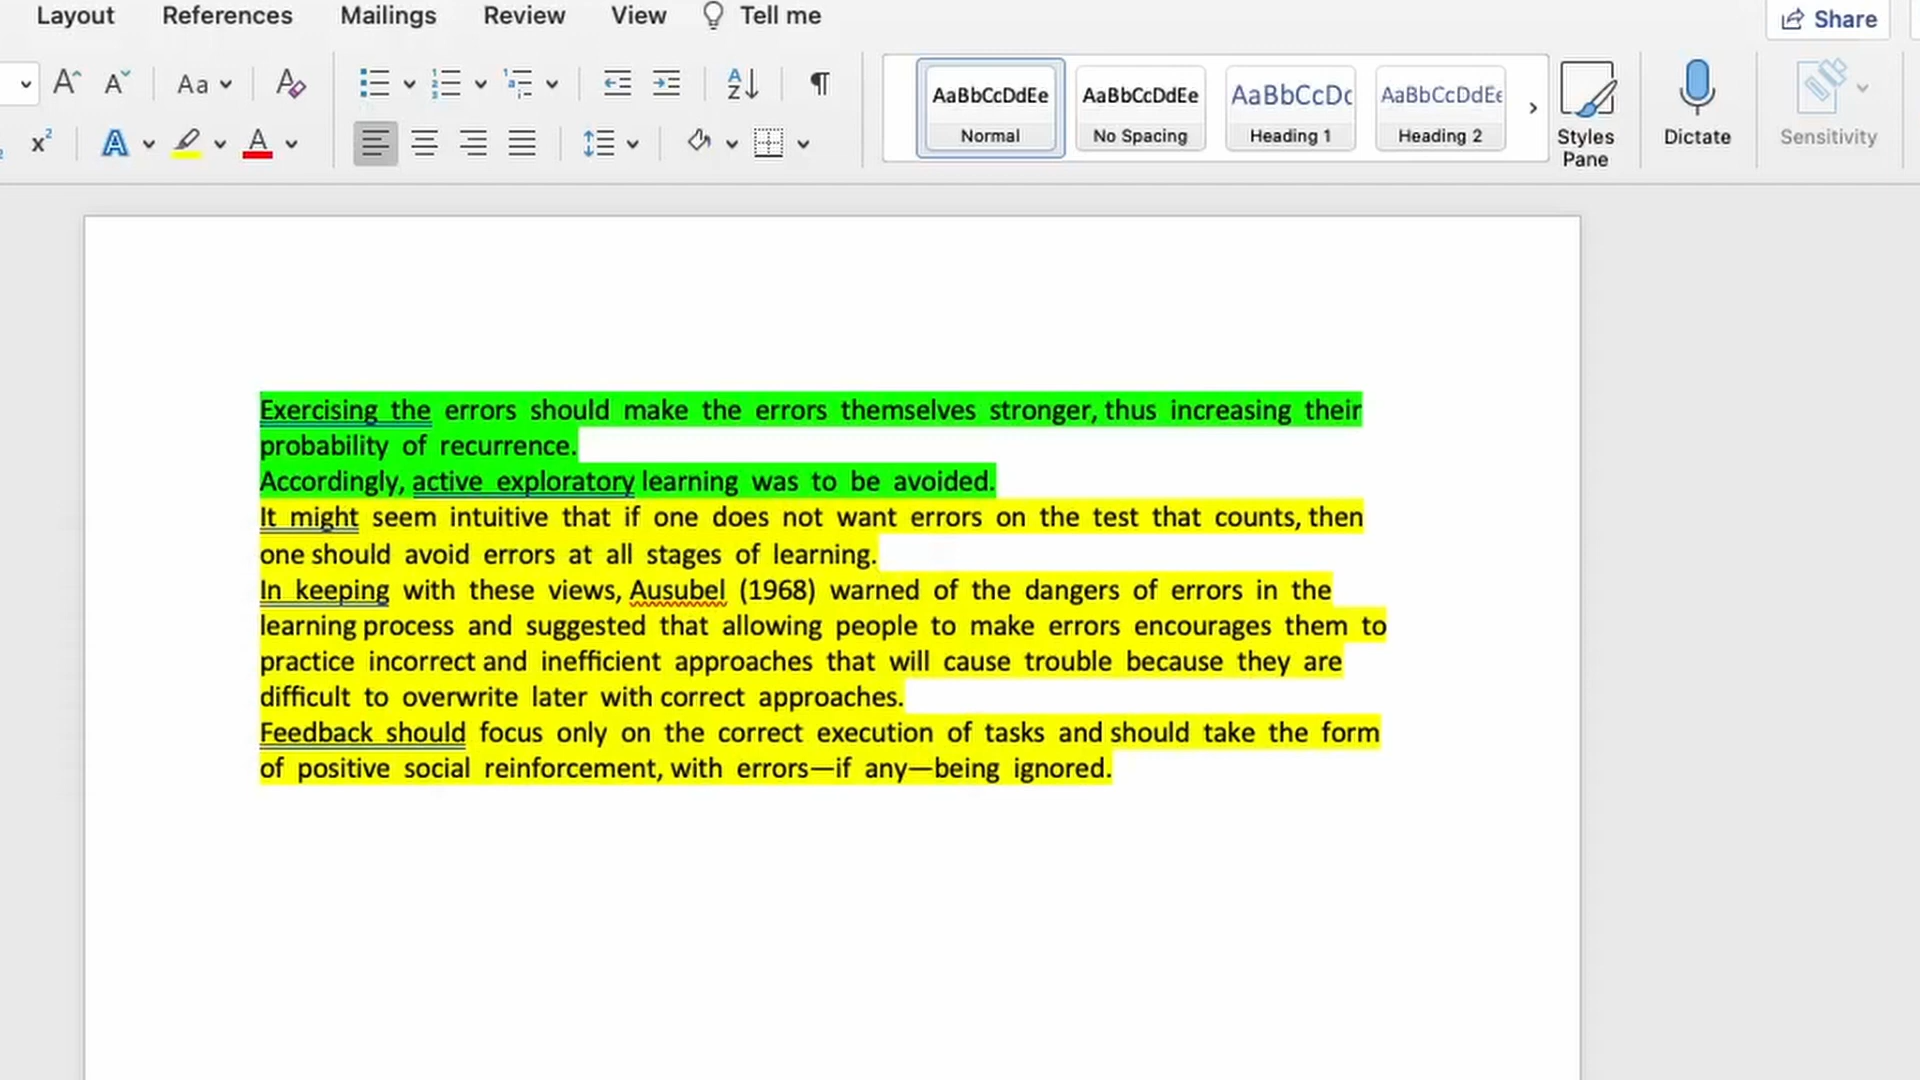 Layout References Mailings Review View Tell me Share
Aa
x² A A
AaBbCcDdEe AaBbCcDdEe AaBbCcDc AaBbCcDdEe
Normal No Spacing Heading 1 Heading 2
Styles Pane
Dictate
Sensitivity
Exercising the errors should make the errors themselves stronger, thus increasing their
probability of recurrence.
Accordingly, active exploratory learning was to be avoided.
It might seem intuitive that if one does not want errors on the test that counts, then
one should avoid errors at all stages of learning.
In keeping with these views, Ausubel (1968) warned of the dangers of errors in the
learning process and suggested that allowing people to make errors encourages them to
practice incorrect and inefficient approaches that will cause trouble because they are
difficult to overwrite later with correct approaches.
Feedback should focus only on the correct execution of tasks and should take the form
of positive social reinforcement, with errors—if any—being ignored.